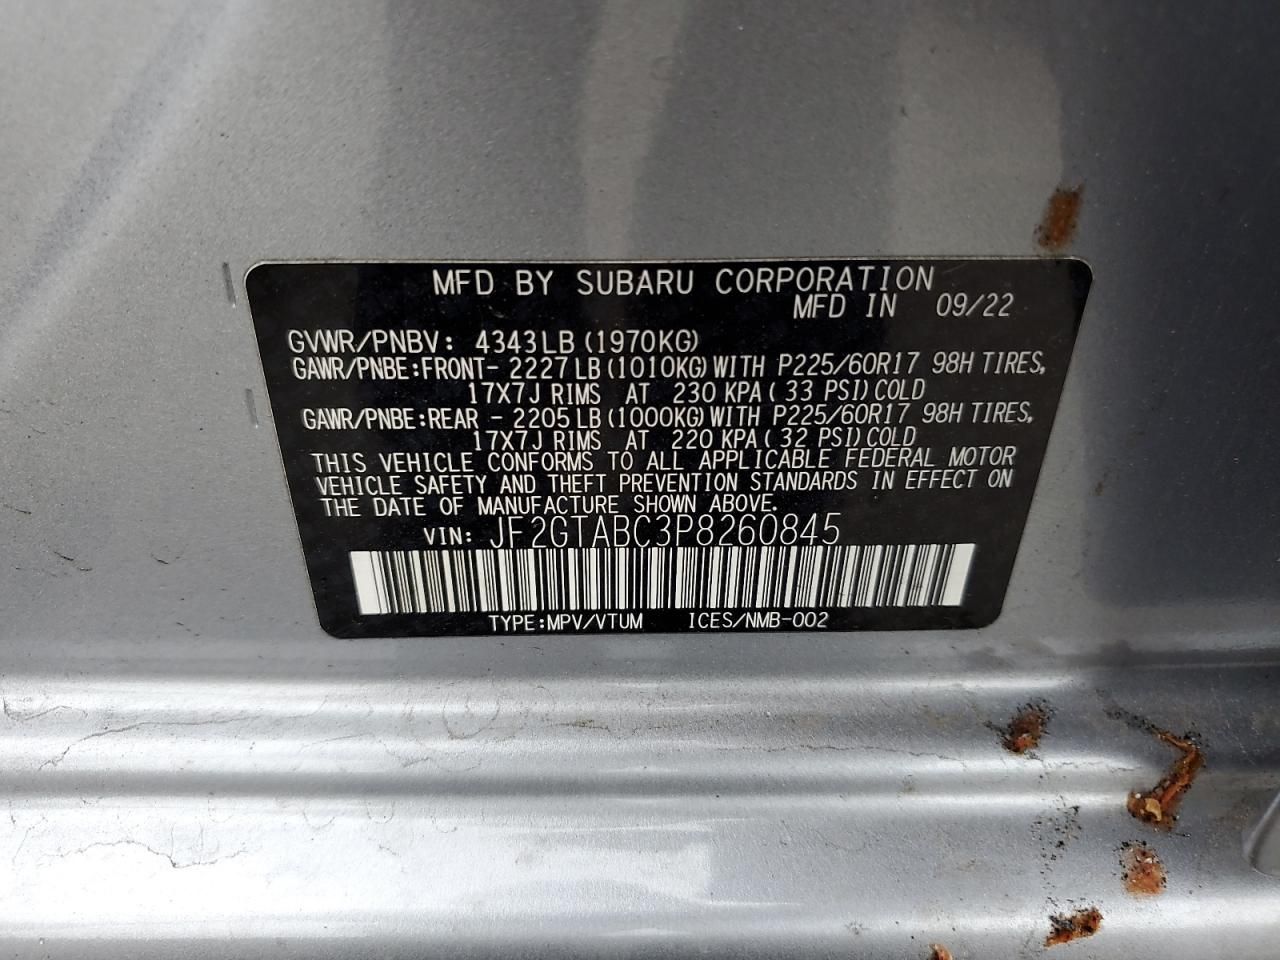 MFD BY SUBARU CORPORATION
MFD IN 09/22
GVWR/PNBV: 4343LB (1970KG)
GAWR/PNBE:FRONT- 2227LB (1010KG) WITH P225/60R17 98H TIRES,
17X7J RIMS AT 230 KPA( 33 PSI) COLD
GAWR/PNBE:REAR - 2205LB (1000KG) WITH P225/60R17 98H TIRES,
17X7J RIMS AT 220 KPA( 32 PSI) COLD
THIS VEHICLE CONFORMS TO ALL APPLICABLE FEDERAL MOTOR
VEHICLE SAFETY AND THEFT PREVENTION STANDARDS IN EFFECT ON
THE DATE OF MANUFACTURE SHOWN ABOVE.
VIN: JF2GTABC3P8260845
TYPE:MPV/VTUM ICES/NMB-002